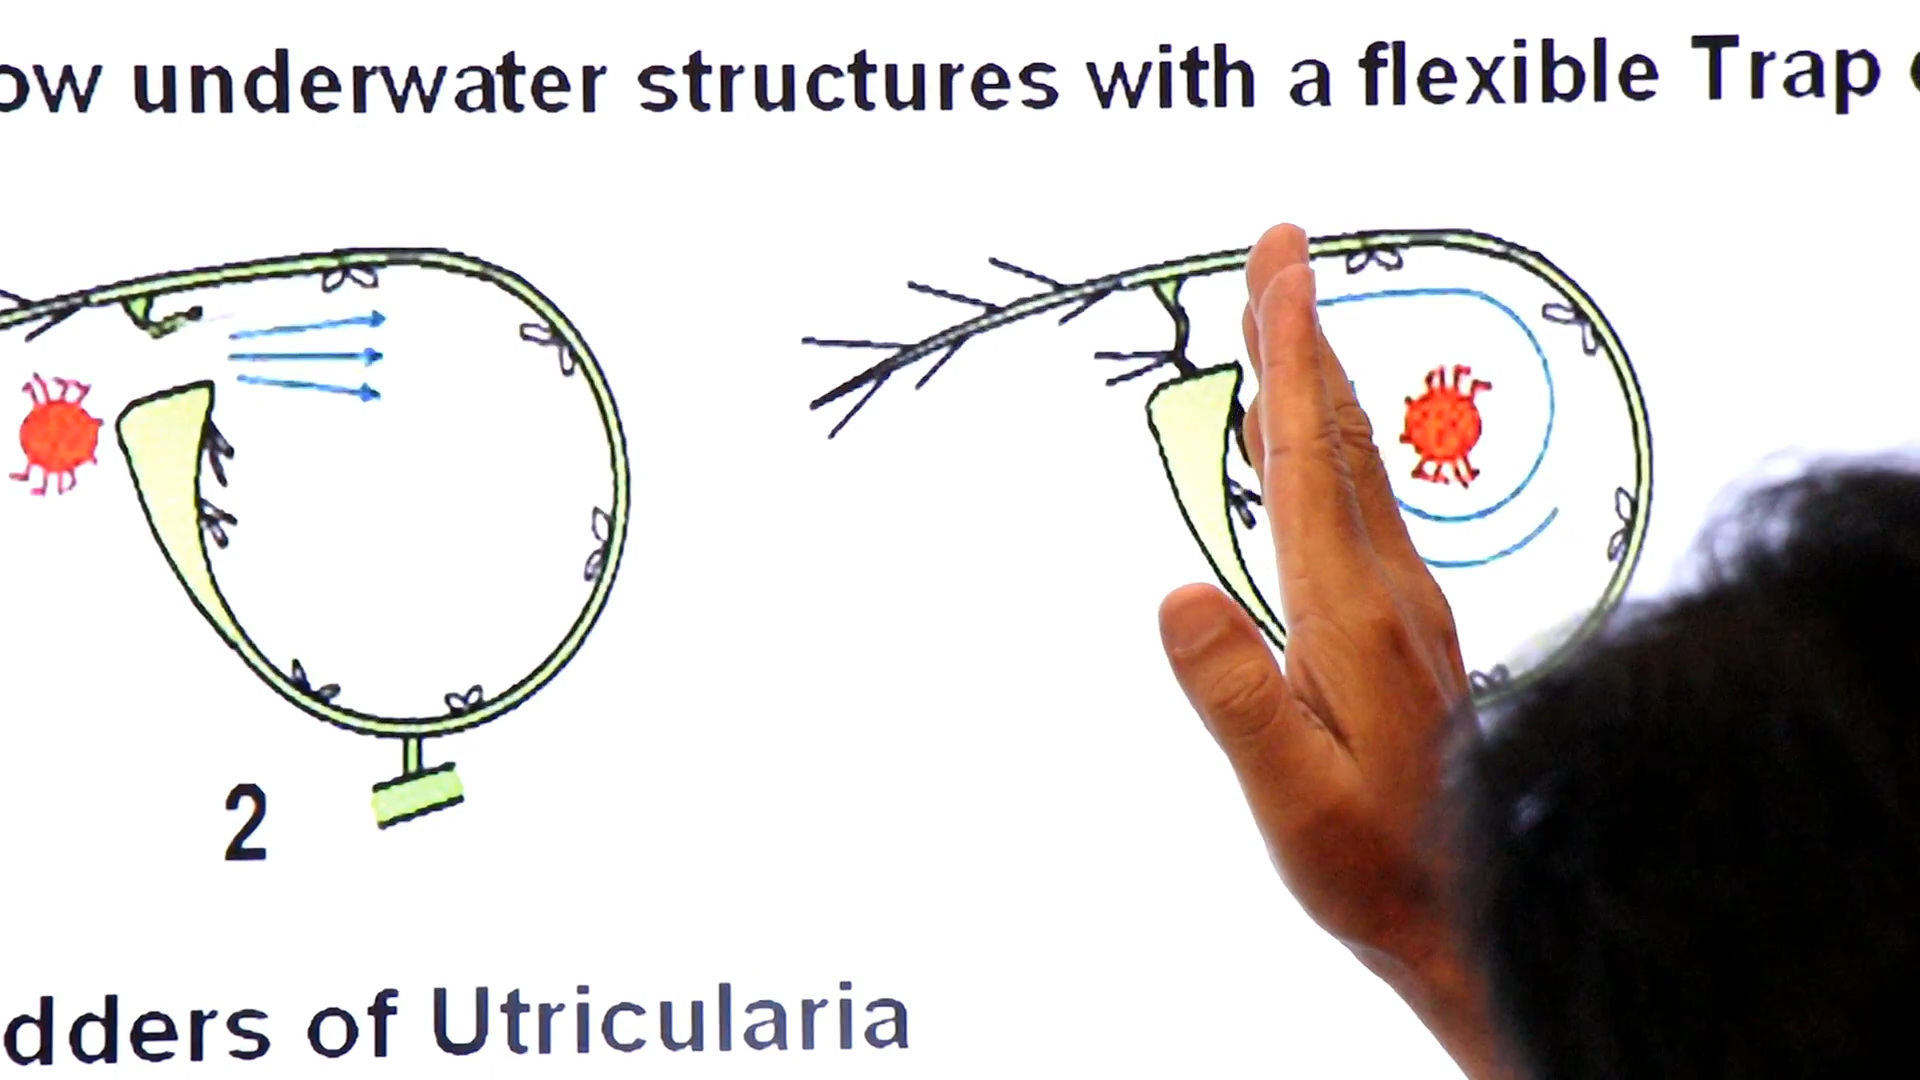 ow underwater structures with a flexible Trap
2
dders of Utricularia